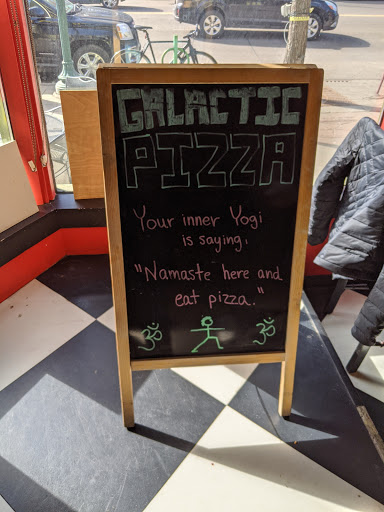 GALACTIC
PIZZA
Your inner Yogi
is saying,
"Namaste here and
eat pizza."
ॐ ॐ